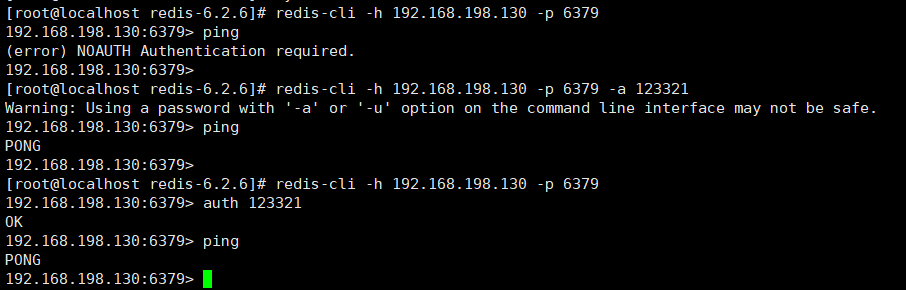 [root@localhost redis-6.2.6]# redis-cli -h 192.168.198.130 -p 6379
192.168.198.130:6379> ping
(error) NOAUTH Authentication required.
192.168.198.130:6379>
[root@localhost redis-6.2.6]# redis-cli -h 192.168.198.130 -p 6379 -a 123321
Warning: Using a password with '-a' or '-u' option on the command line interface may not be safe.
192.168.198.130:6379> ping
PONG
192.168.198.130:6379>
[root@localhost redis-6.2.6]# redis-cli -h 192.168.198.130 -p 6379
192.168.198.130:6379> auth 123321
OK
192.168.198.130:6379> ping
PONG
192.168.198.130:6379>